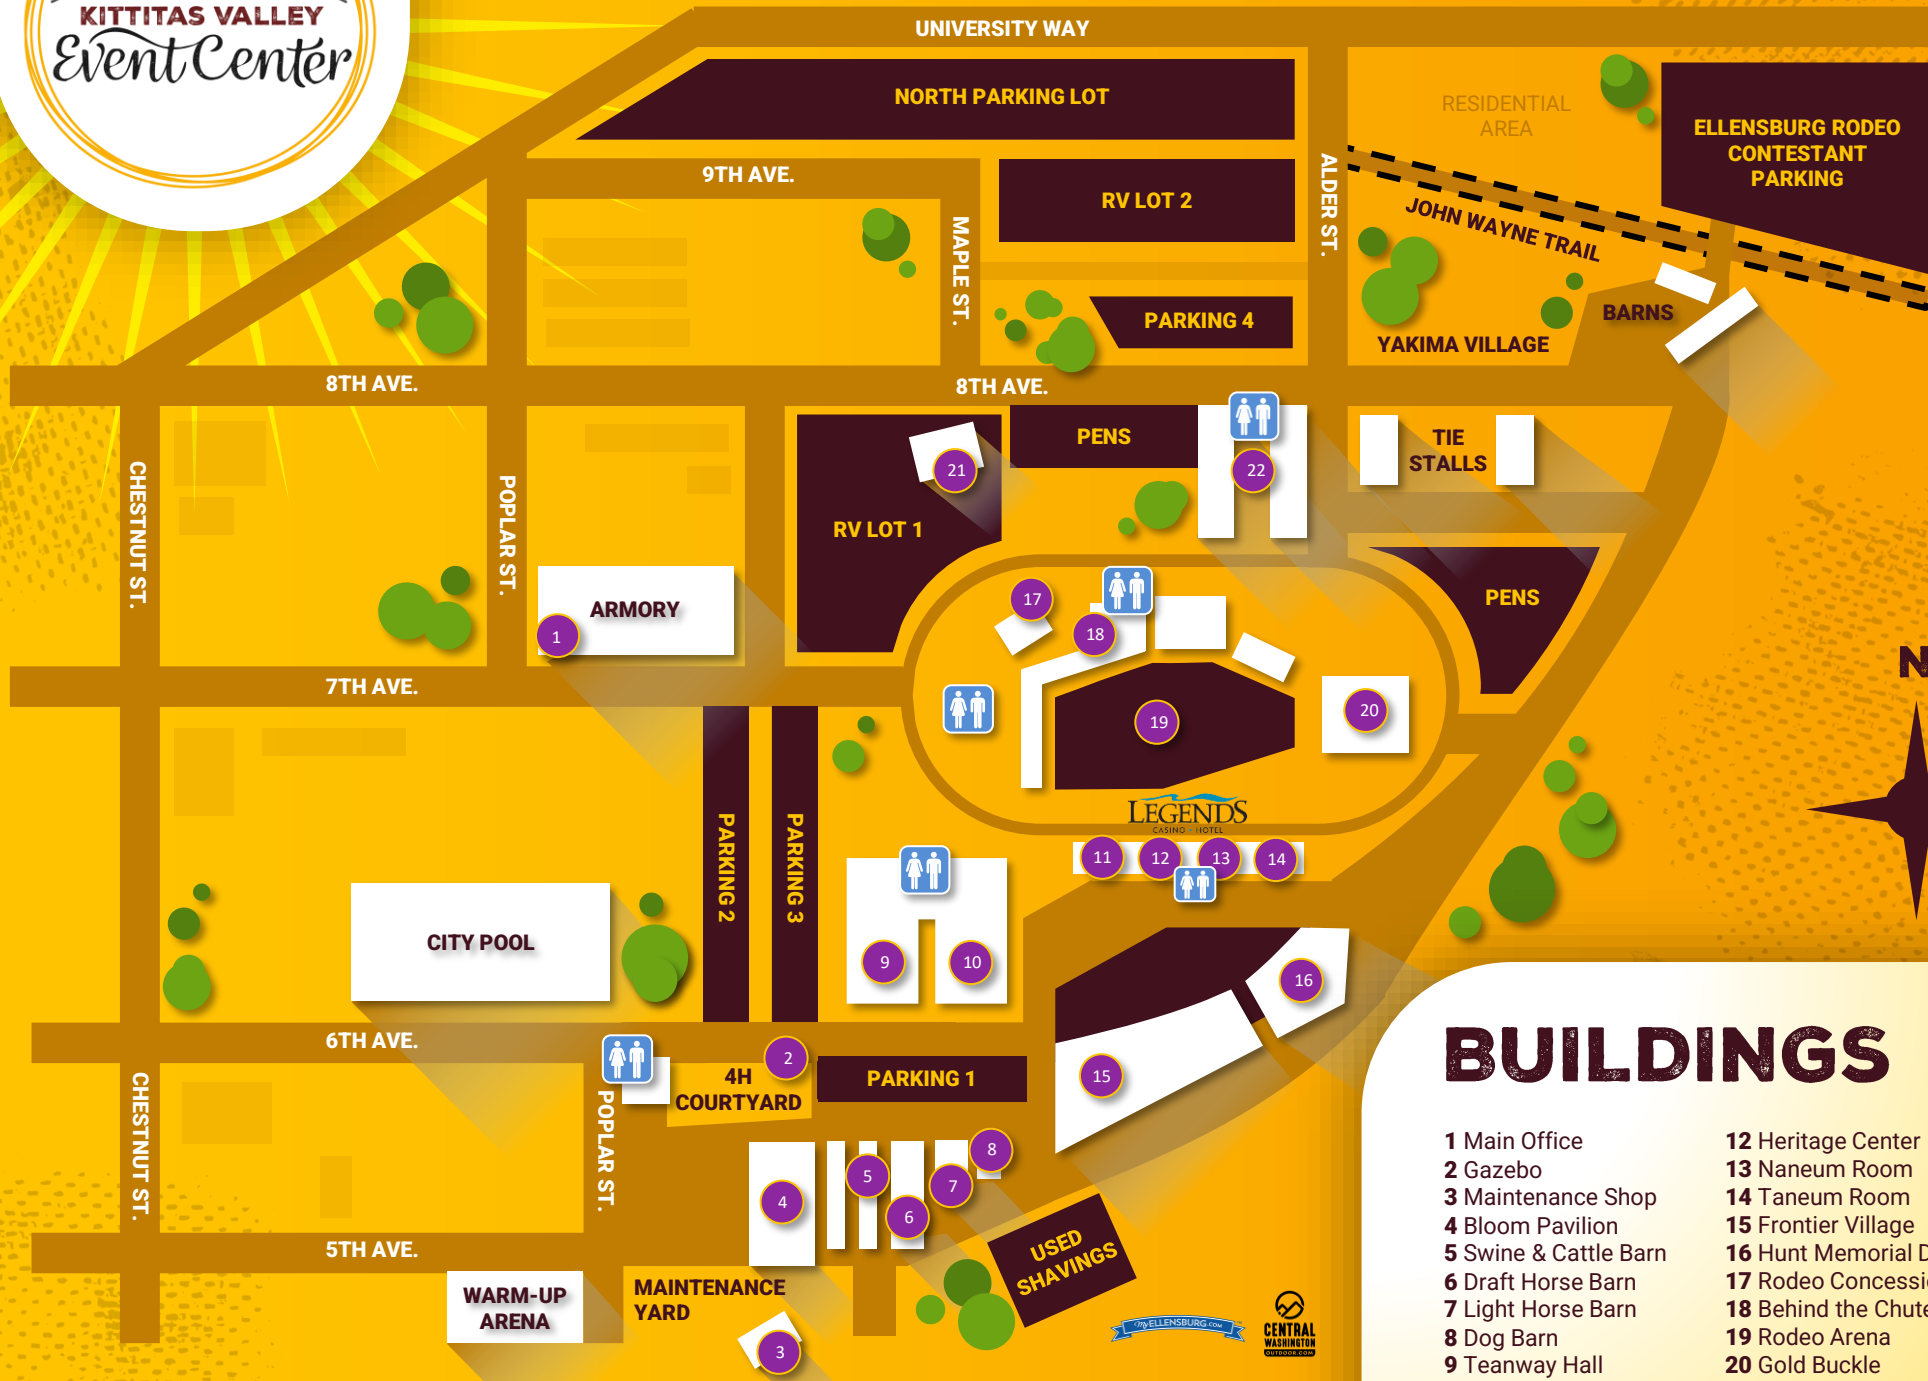 KITTITAS VALLEY
Event Center
UNIVERSITY WAY
NORTH PARKING LOT
RESIDENTIAL
AREA
ELLENSBURG RODEO
CONTESTANT
PARKING
9TH AVE.
RV LOT 2
ALDER ST.
JOHN WAYNE TRAIL
MAPLE ST.
PARKING 4
BARNS
YAKIMA VILLAGE
8TH AVE.
8TH AVE.
PENS
TIE
STALLS
21
22
CHESTNUT ST.
POPLAR ST.
RV LOT 1
ARMORY
1
17
18
PENS
7TH AVE.
19
20
N
LEGENDS
CASINO • HOTEL
PARKING 2
PARKING 3
11
12
13
14
CITY POOL
9
10
16
6TH AVE.
2
4H
COURTYARD
PARKING 1
15
CHESTNUT ST.
POPLAR ST.
8
5
7
4
6
5TH AVE.
USED
SHAVINGS
WARM-UP
ARENA
MAINTENANCE
YARD
3
myELLENSBURG.COM
CENTRAL
WASHINGTON
OUTDOOR.COM
BUILDINGS
1 Main Office
2 Gazebo
3 Maintenance Shop
4 Bloom Pavilion
5 Swine & Cattle Barn
6 Draft Horse Barn
7 Light Horse Barn
8 Dog Barn
9 Teanway Hall
12 Heritage Center
13 Naneum Room
14 Taneum Room
15 Frontier Village
16 Hunt Memorial
17 Rodeo
18 Behind the
19 Rodeo Arena
20 Gold Buckle